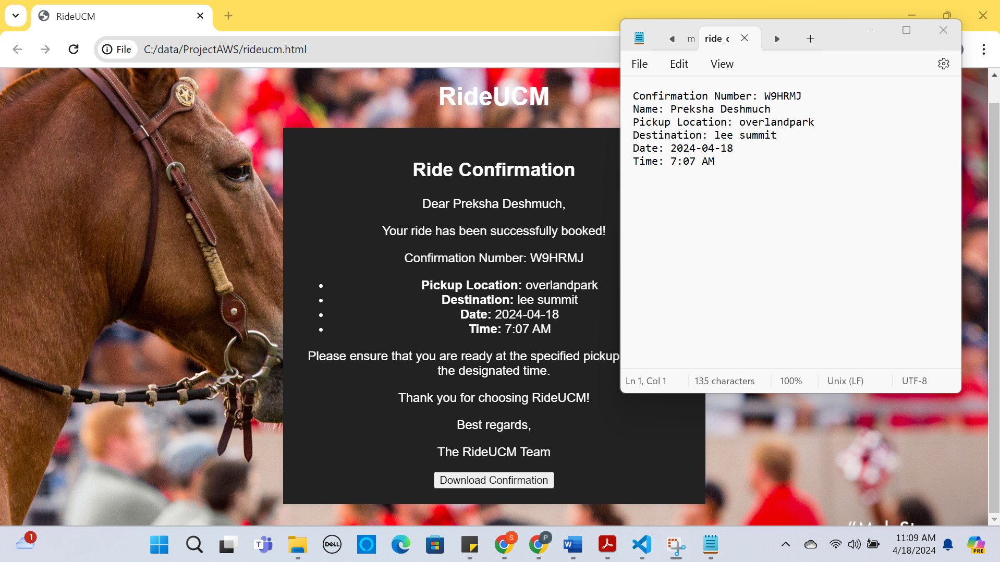 RideUCM
File
C:/data/ProjectAWS/rideucm.html
RideUCM
Ride Confirmation
Dear Preksha Deshmuch,
Your ride has been successfully booked!
Confirmation Number: W9HRMJ
Pickup Location: overlandpark
Destination: lee summit
Date: 2024-04-18
Time: 7:07 AM
Please ensure that you are ready at the specified pickup
the designated time.
Thank you for choosing RideUCM!
Best regards,
The RideUCM Team
Download Confirmation
ride_c
File Edit View
Confirmation Number: W9HRMJ
Name: Preksha Deshmuch
Pickup Location: overlandpark
Destination: lee summit
Date: 2024-04-18
Time: 7:07 AM
Ln 1, Col 1 135 characters 100% Unix (LF) UTF-8
1
T
DELL
S
P
W
11:09 AM
4/18/2024
PRE